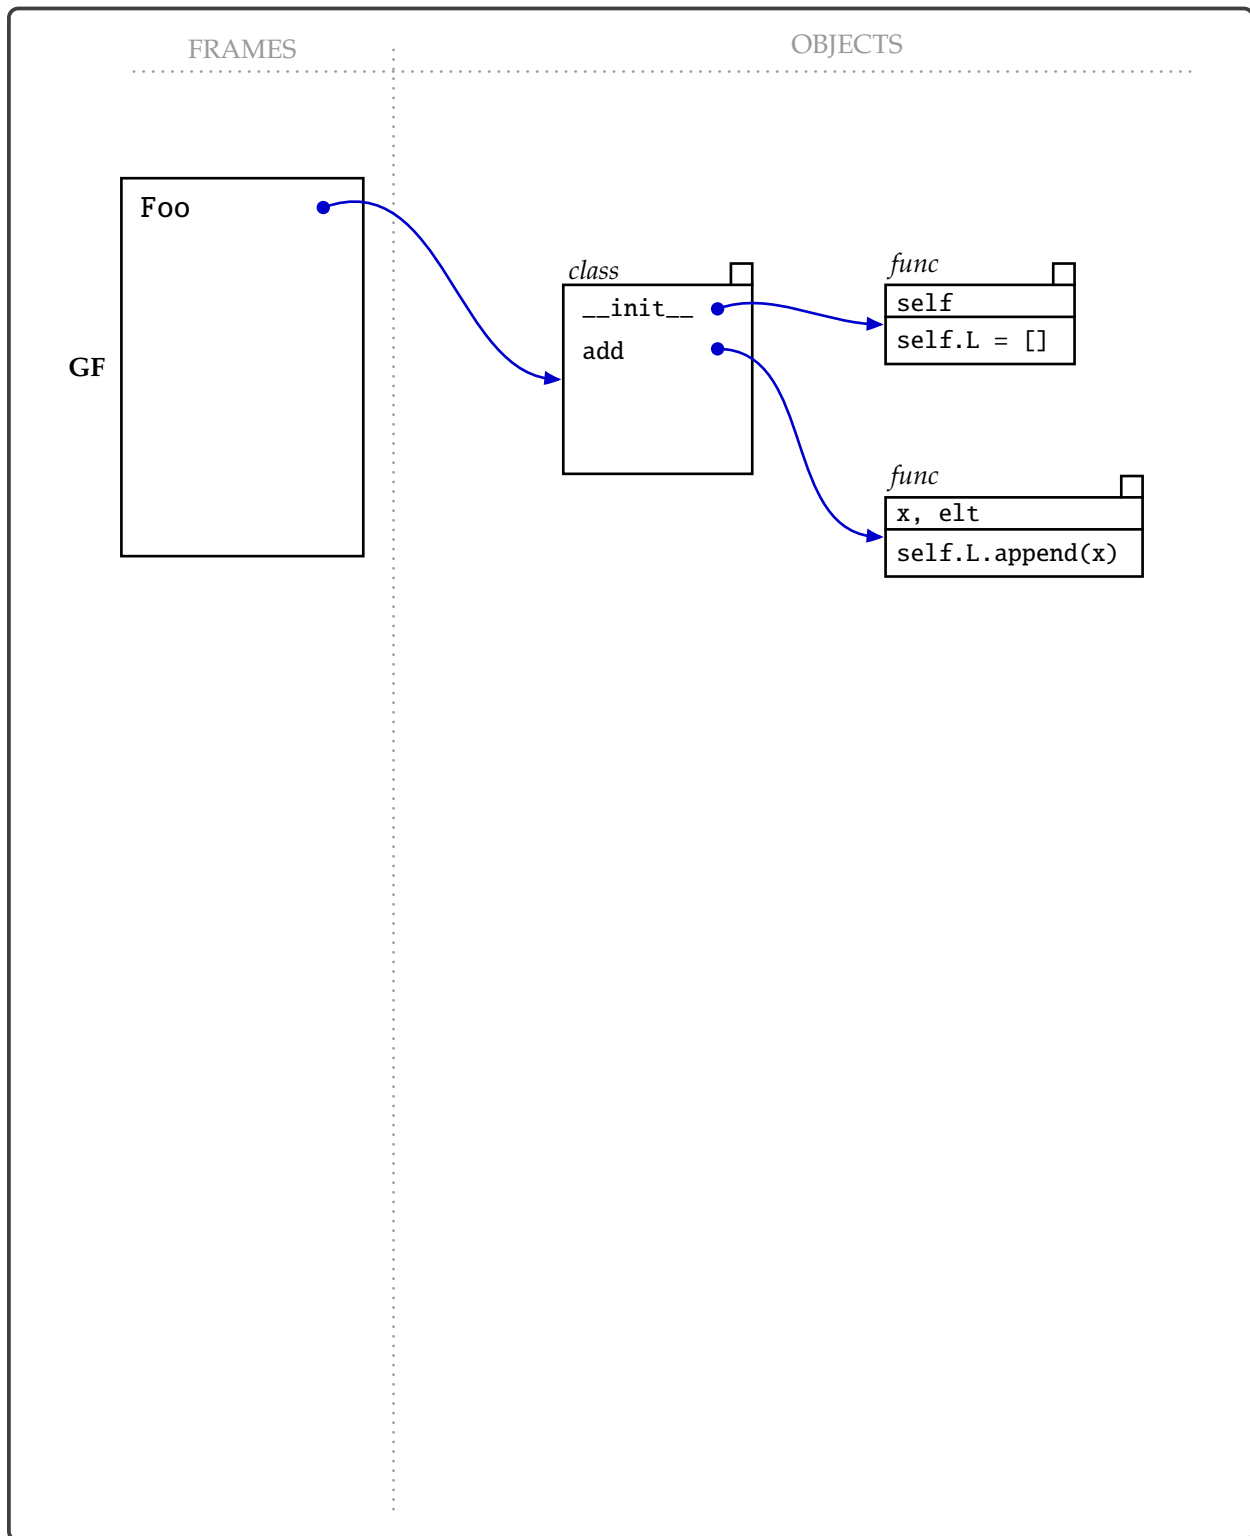 FRAMES
OBJECTS
Foo
GF
class
__init__
add
func
self
self.L = []
func
x, elt
self.L.append(x)